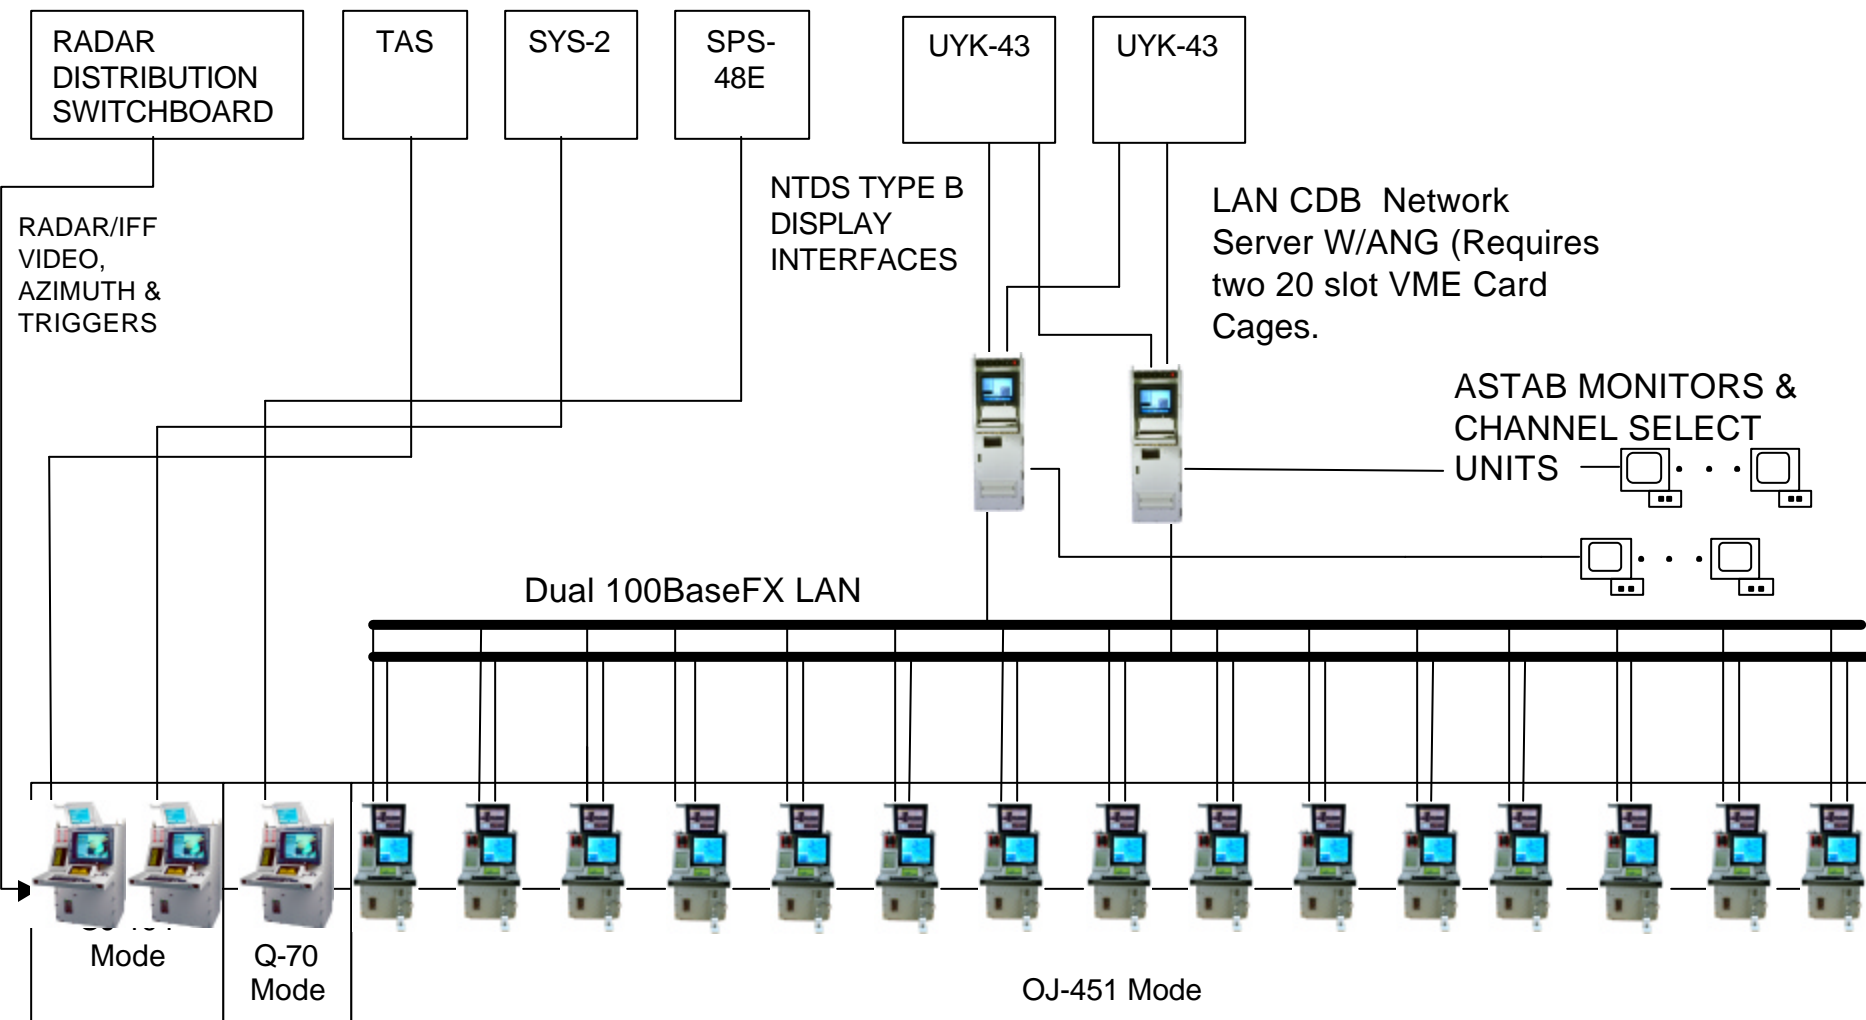 RADAR
DISTRIBUTION
SWITCHBOARD
TAS
SYS-2
SPS-
48E
UYK-43
UYK-43
RADAR/IFF
VIDEO,
AZIMUTH &
TRIGGERS
NTDS TYPE B
DISPLAY
INTERFACES
LAN CDB  Network
Server W/ANG (Requires
two 20 slot VME Card
Cages.
ASTAB MONITORS &
CHANNEL SELECT
UNITS
Dual 100BaseFX LAN
Mode
Q-70
Mode
OJ-451 Mode